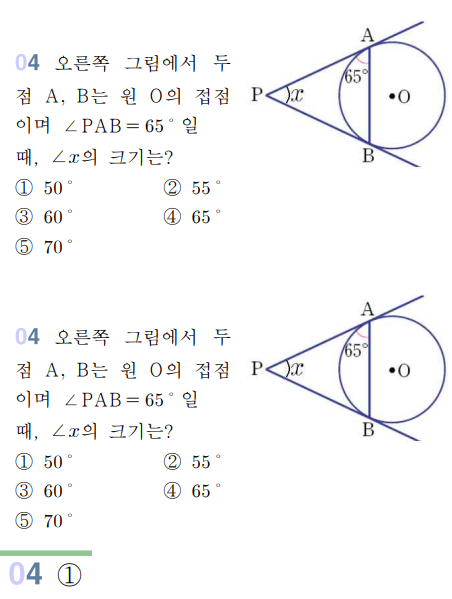 04 오른쪽 그림에서 두
점 A, B는 원 O의 접점
이며 ∠PAB=65°일
때, ∠x의 크기는?
① 50° ② 55°
③ 60° ④ 65°
⑤ 70°
A
65°
P x O
B
04 오른쪽 그림에서 두
점 A, B는 원 O의 접점
이며 ∠PAB=65°일
때, ∠x의 크기는?
① 50° ② 55°
③ 60° ④ 65°
⑤ 70°
A
65°
P x O
B
04 ①